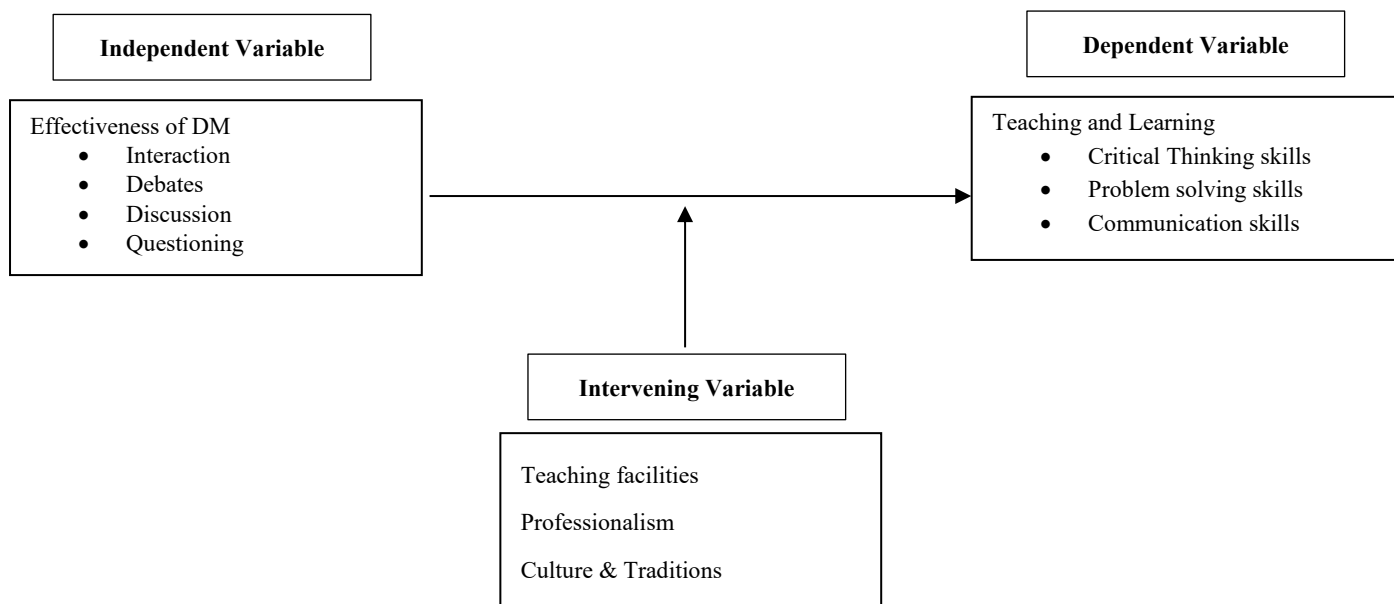 Independent Variable
Effectiveness of DM
• Interaction
• Debates
• Discussion
• Questioning
Dependent Variable
Teaching and Learning
• Critical Thinking skills
• Problem solving skills
• Communication skills
Intervening Variable
Teaching facilities
Professionalism
Culture & Traditions